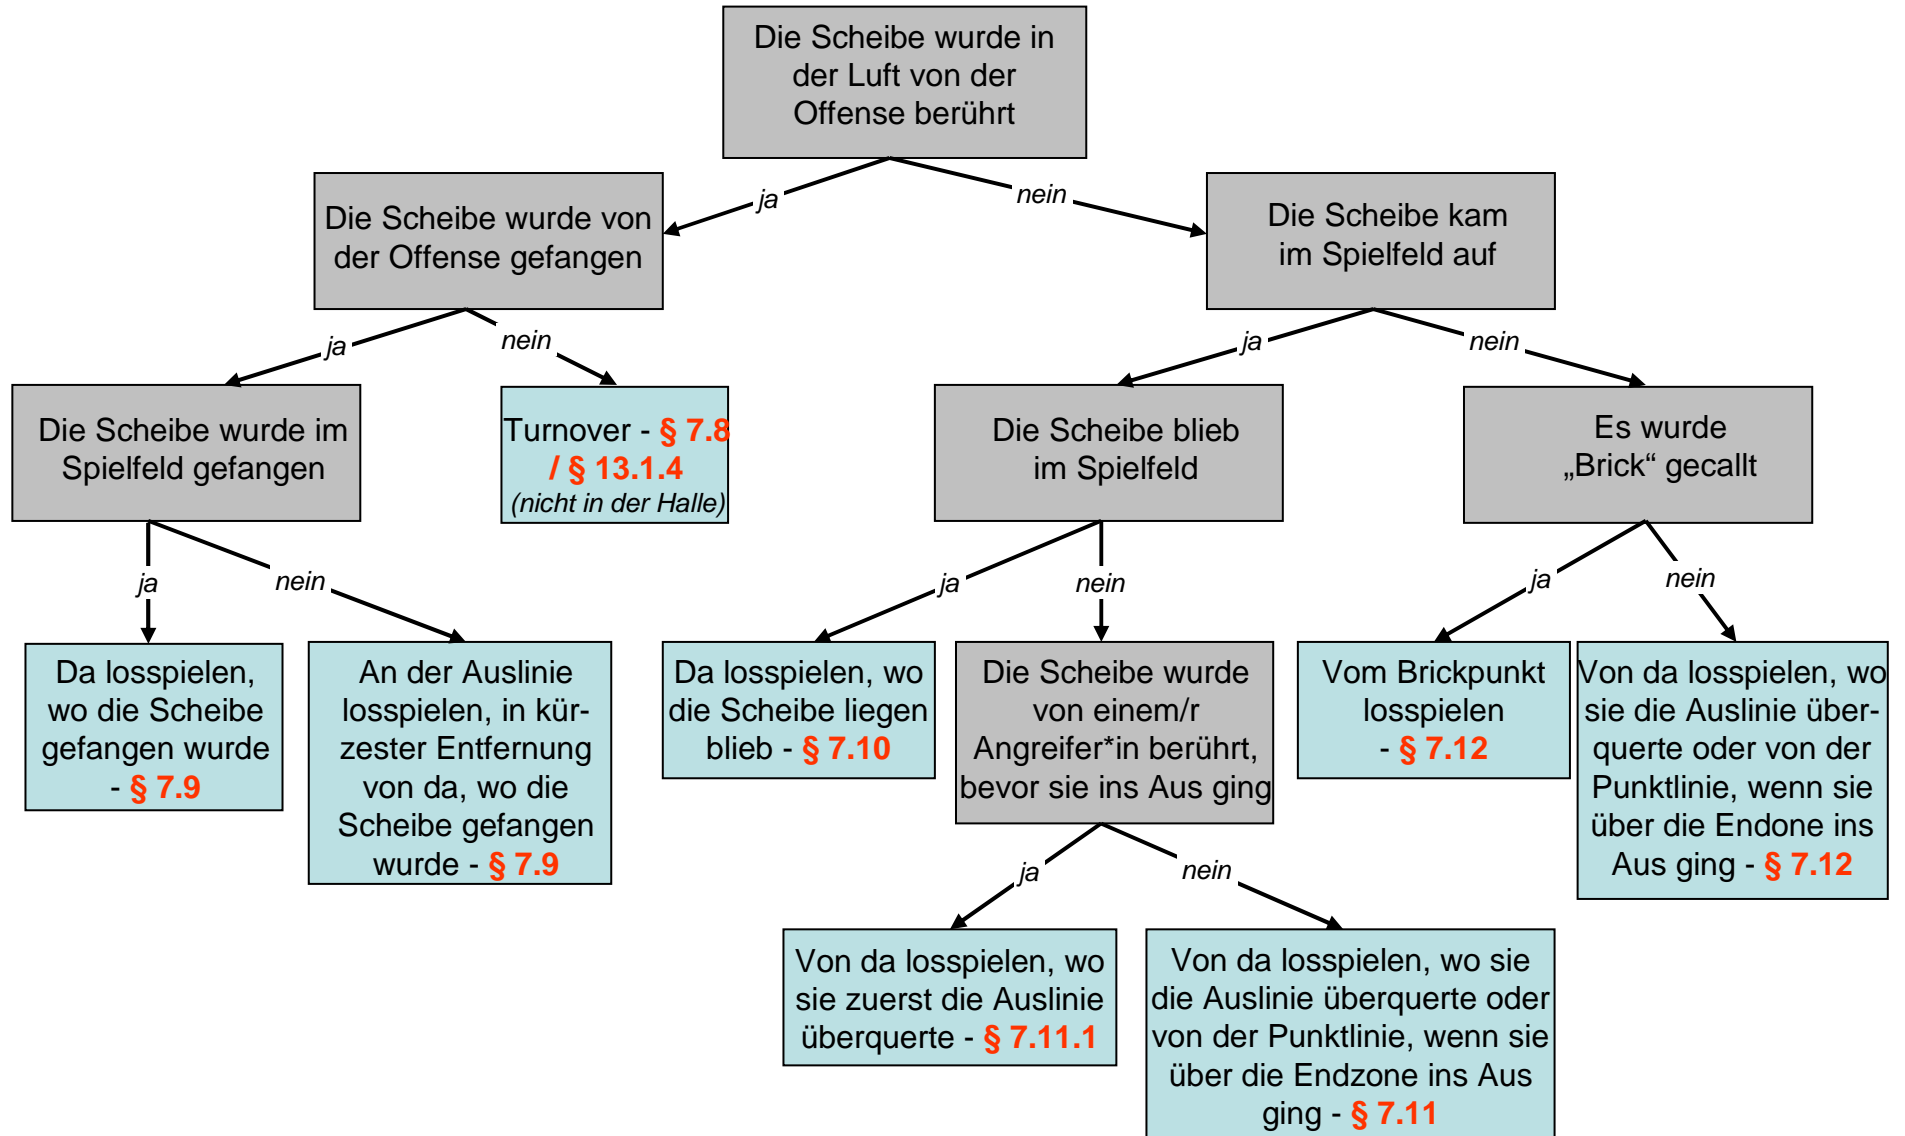 Die Scheibe wurde in
der Luft von der
Offense berührt
ja
nein
Die Scheibe wurde von
der Offense gefangen
Die Scheibe kam
im Spielfeld auf
ja
nein
ja
nein
Die Scheibe wurde im
Spielfeld gefangen
Turnover - § 7.8
/ § 13.1.4
(nicht in der Halle)
Die Scheibe blieb
im Spielfeld
Es wurde
„Brick“ gecallt
ja
nein
ja
nein
ja
nein
Da losspielen,
wo die Scheibe
gefangen wurde
- § 7.9
An der Auslinie
losspielen, in kür-
zester Entfernung
von da, wo die
Scheibe gefangen
wurde - § 7.9
Da losspielen, wo
die Scheibe liegen
blieb - § 7.10
Die Scheibe wurde
von einem/r
Angreifer*in berührt,
bevor sie ins Aus ging
Vom Brickpunkt
losspielen
- § 7.12
Von da losspielen, wo
sie die Auslinie über-
querte oder von der
Punktlinie, wenn sie
über die Endone ins
Aus ging - § 7.12
ja
nein
Von da losspielen, wo
sie zuerst die Auslinie
überquerte - § 7.11.1
Von da losspielen, wo sie
die Auslinie überquerte oder
von der Punktlinie, wenn sie
über die Endzone ins Aus
ging - § 7.11